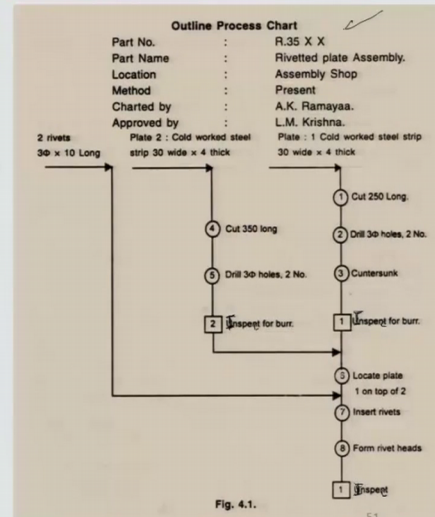 Outline Process Chart
Part No. : R.35 X X
Part Name : Rivetted plate Assembly.
Location : Assembly Shop
Method : Present
Charted by : A.K. Ramayaa.
Approved by : L.M. Krishna.
2 rivets
3Φ × 10 Long
Plate 2 : Cold worked steel
strip 30 wide × 4 thick
Plate : 1 Cold worked steel strip
30 wide × 4 thick
1 Cut 250 Long.
4 Cut 350 long
2 Drill 3Φ holes, 2 No.
5 Drill 3Φ holes, 2 No.
3 Cuntersunk
2 Inspent for burr.
1 Inspent for burr.
Locate plate
1 on top of 2
7 Insert rivets
8 Form rivet heads
1 Inspent
Fig. 4.1.